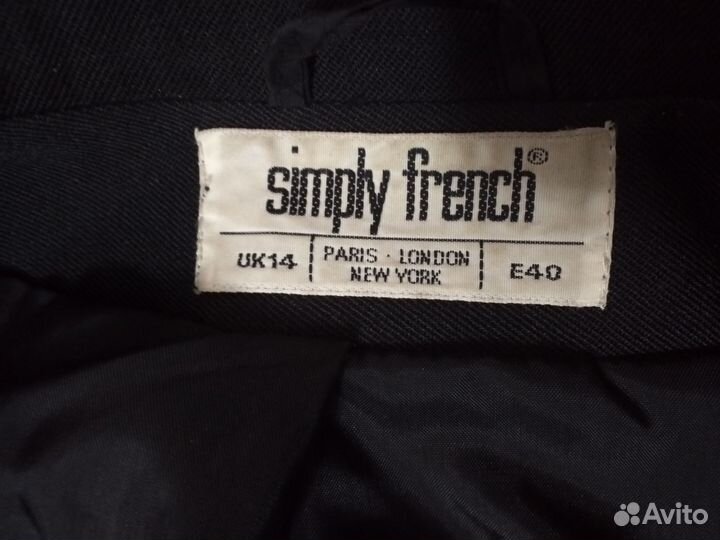 simply french®
UK14
PARIS · LONDON
NEW YORK
E40
Avito